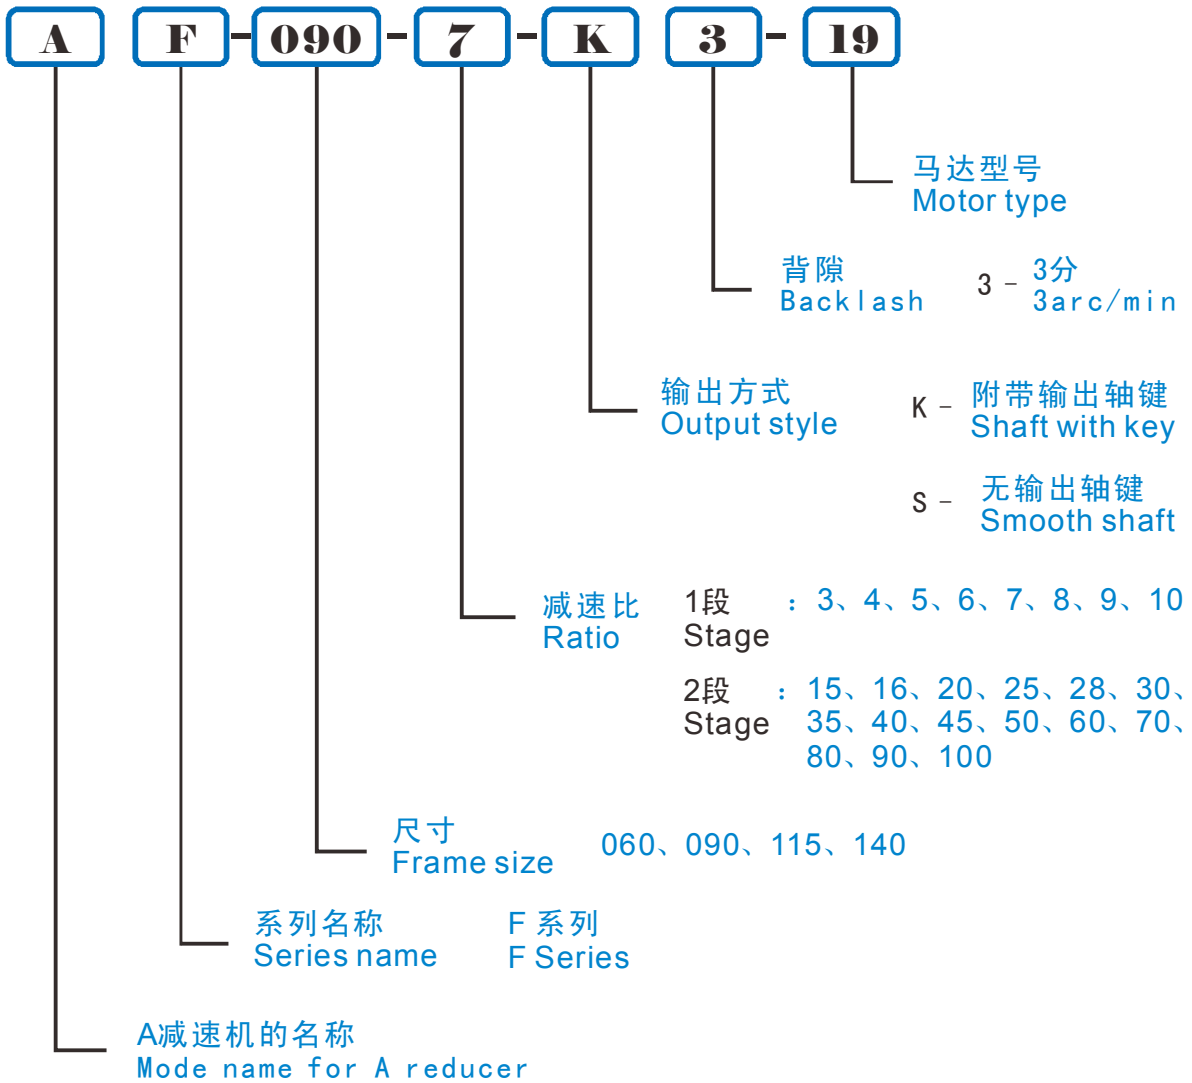 A F-090-7-K 3-19
马达型号
Motor type
背隙 3 - 3分
Backlash 3arc/min
输出方式 K - 附带输出轴键
Output style Shaft with key
S - 无输出轴键
Smooth shaft
减速比 1段 : 3、4、5、6、7、8、9、10
Ratio Stage
2段 : 15、16、20、25、28、30、
Stage 35、40、45、50、60、70、
80、90、100
尺寸 060、090、115、140
Frame size
系列名称 F 系列
Series name F Series
A减速机的名称
Mode name for A reducer